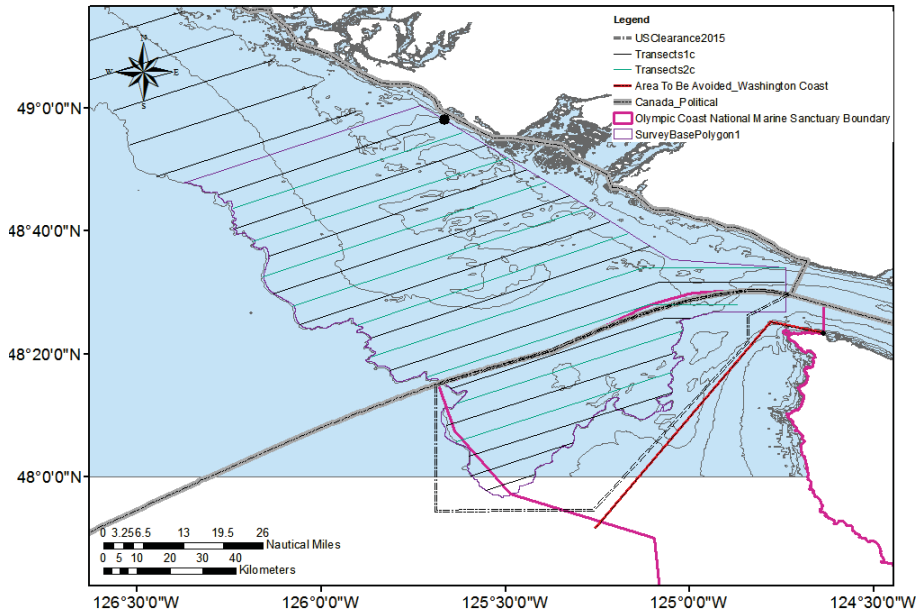 Legend
USClearance2015
Transects1c
Transects2c
Area To Be Avoided_Washington Coast
Canada_Political
Olympic Coast National Marine Sanctuary Boundary
SurveyBasePolygon1
N
W E
S
49°0'0"N
48°40'0"N
48°20'0"N
48°0'0"N
0 3.256.5 13 19.5 26
Nautical Miles
0 5 10 20 30 40
Kilometers
126°30'0"W 126°0'0"W 125°30'0"W 125°0'0"W 124°30'0"W